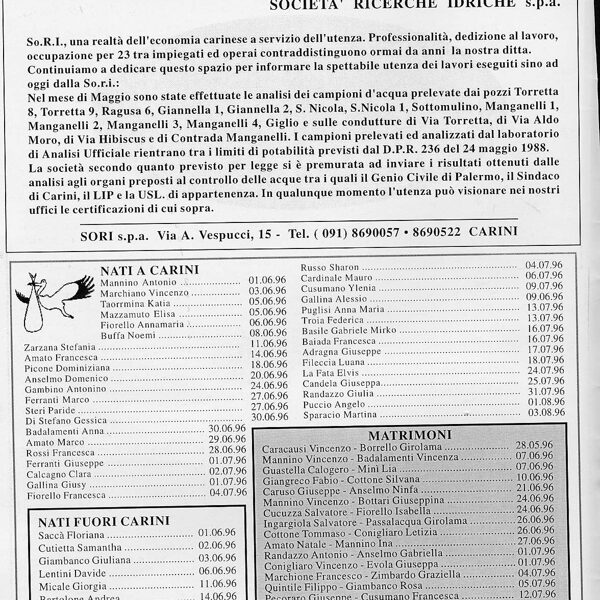 SOCIETA' RICERCHE IDRICHE s.p.a.
So.R.I., una realtà dell'economia carinese a servizio dell'utenza. Professionalità, dedizione al lavoro,
occupazione per 23 tra impiegati ed operai contraddistinguono ormai da anni la nostra ditta.
Continuiamo a dedicare questo spazio per informare la spettabile utenza dei lavori eseguiti sino ad
oggi dalla So.r.i.:
Nel mese di Maggio sono state effettuate le analisi dei campioni d'acqua prelevate dai pozzi Torretta
8, Torretta 9, Ragusa 6, Giannella 1, Giannella 2, S. Nicola, S.Nicola 1, Sottomulino, Manganelli 1,
Manganelli 2, Manganelli 3, Manganelli 4, Giglio e sulle condutture di Via Torretta, di Via Aldo
Moro, di Via Hibiscus e di Contrada Manganelli. I campioni prelevati ed analizzati dal laboratorio
di Analisi Ufficiale rientrano tra i limiti di potabilità previsti dal D.P.R. 236 del 24 maggio 1988.
La società secondo quanto previsto per legge si è premurata ad inviare i risultati ottenuti dalle
analisi agli organi preposti al controllo delle acque tra i quali il Genio Civile di Palermo, il Sindaco
di Carini, il LIP e la USL. di appartenenza. In qualunque momento l'utenza può visionare nei nostri
uffici le certificazioni di cui sopra.
SORI s.p.a. Via A. Vespucci, 15 - Tel. ( 091) 8690057 • 8690522 CARINI
NATI A CARINI
Mannino Antonio 01.06.96
Marchiano Vincenzo 03.06.96
Taormina Katia 05.06.96
Mazzamuto Elisa 05.06.96
Fiorello Annamaria 06.06.96
Buffa Noemi 08.06.96
Zarzana Stefania 11.06.96
Amato Francesca 14.06.96
Picone Dominiziana 18.06.96
Anselmo Domenico 20.06.96
Gambino Antonino 24.06.96
Ferranti Marco 27.06.96
Steri Paride 27.06.96
Di Stefano Gessica 30.06.96
Badalamenti Anna 30.06.96
Amato Marco 29.06.96
Rossi Francesca 28.06.96
Ferranti Giuseppe 01.07.96
Calcagno Clara 02.07.96
Gallina Giusy 01.07.96
Fiorello Francesca 04.07.96
Russo Sharon 04.07.96
Cardinale Mauro 06.07.96
Cusumano Ylenia 09.07.96
Gallina Alessio 09.06.96
Puglisi Anna Maria 13.07.96
Troia Federica 13.07.96
Basile Gabriele Mirko 16.07.96
Baiada Francesca 16.07.96
Adragna Giuseppe 17.07.96
Fileccia Luana 18.07.96
La Fata Elvis 24.07.96
Candela Giuseppa 25.07.96
Randazzo Giulia 31.07.96
Puccio Angelo 01.08.96
Sparacio Martina 03.08.96
NATI FUORI CARINI
Saccà Floriana 01.06.96
Cutietta Samantha 02.06.96
Giambanco Giuliana 03.06.96
Lentini Davide 06.06.96
Micale Giorgia 11.06.96
Bartolone Andrea 14.06.96
MATRIMONI
Caracausi Vincenzo - Borrello Girolama 28.05.96
Mannino Vincenzo - Badalamenti Vincenza 07.06.96
Guastella Calogero - Minì Lia 07.06.96
Giangreco Fabio - Cottone Silvana 10.06.96
Caruso Giuseppe - Anselmo Ninfa 21.06.96
Mannino Vincenzo - Bottari Giuseppina 24.06.96
Cucuzza Salvatore - Fiorello Isabella 24.06.96
Ingargiola Salvatore - Passalacqua Girolama 26.06.96
Cottone Tommaso - Conigliaro Letizia 26.06.96
Amato Natale - Mannino Ina 27.06.96
Randazzo Antonio - Anselmo Gabriella 01.07.96
Conigliaro Vincenzo - Evola Giuseppa 01.07.96
Marchione Francesco - Zimbardo Graziella 04.07.96
Quintile Filippo - Giambanco Rosa 05.07.96
Pecoraro Giuseppe - Cusumano Francesca 12.07.96